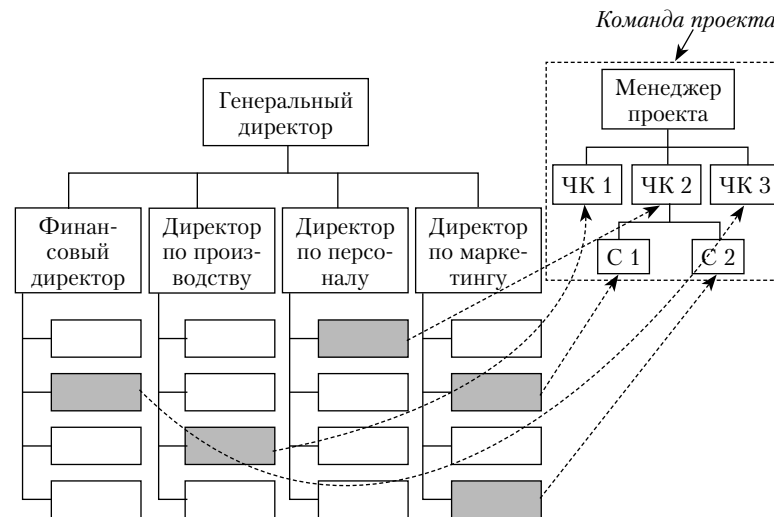 Команда проекта
Генеральный
директор
Менеджер
проекта
ЧК 1
ЧК 2
ЧК 3
С 1
С 2
Финан-
совый
директор
Директор
по произ-
водству
Директор
по персо-
налу
Директор
по марке-
тингу